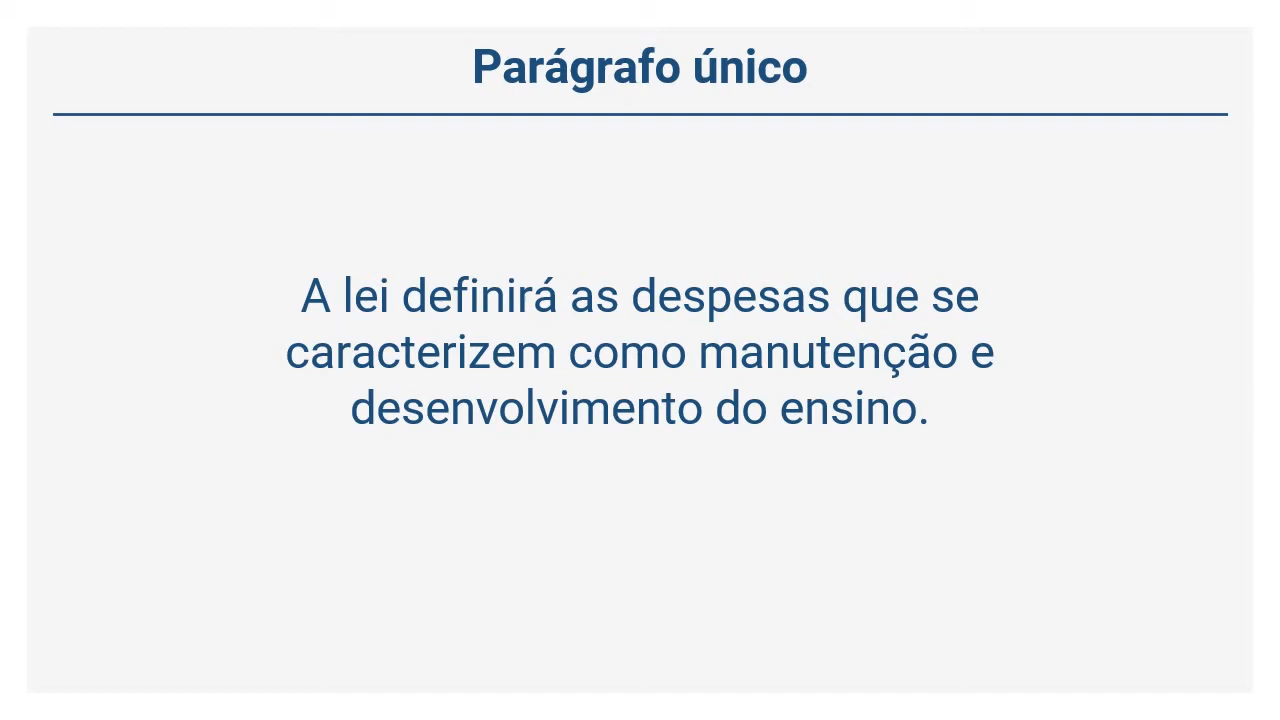 Parágrafo único
A lei definirá as despesas que se
caracterizem como manutenção e
desenvolvimento do ensino.